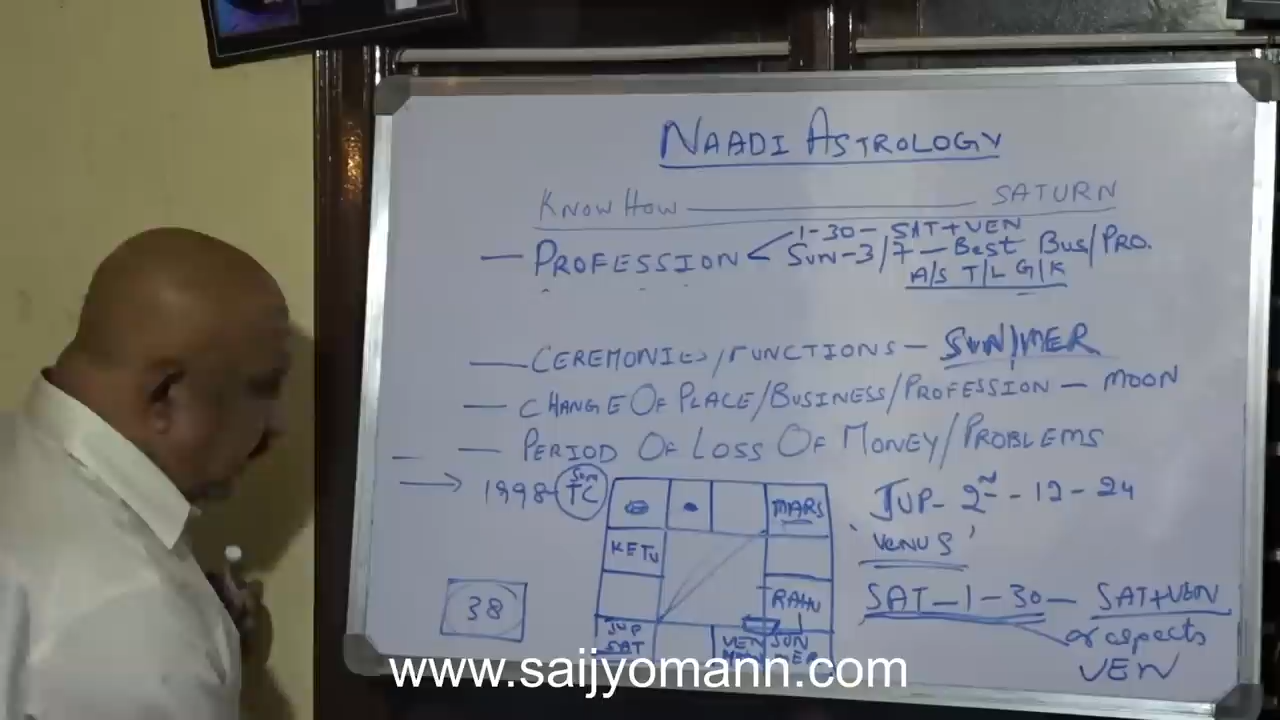 NAADI ASTROLOGY
KNOW HOW SATURN
— PROFESSION < 1-30- SAT+VEN
SUN-3/7-Best Bus/PRO.
A/S T/L G/K
— CEREMONIES/FUNCTIONS - SUN/MER
— CHANGE OF PLACE/BUSINESS/PROFESSION - MOON
— PERIOD OF LOSS OF MONEY/PROBLEMS
→ 1998- Sun TC
MARS
KETU
RAHU
JUP SAT
VEN
SUN MER
38
JUP- 2nd - 12 - 24
'VENUS'
SAT-1-30- SAT+VEN
or aspects
VEN
www.saijyomann.com